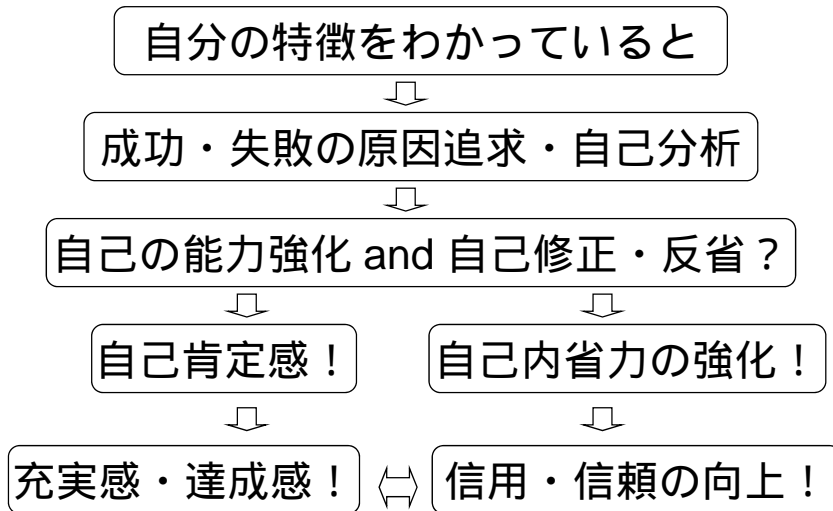 自分の特徴をわかっていると
成功・失敗の原因追求・自己分析
自己の能力強化 and 自己修正・反省？
自己肯定感！
自己内省力の強化！
充実感・達成感！
信用・信頼の向上！